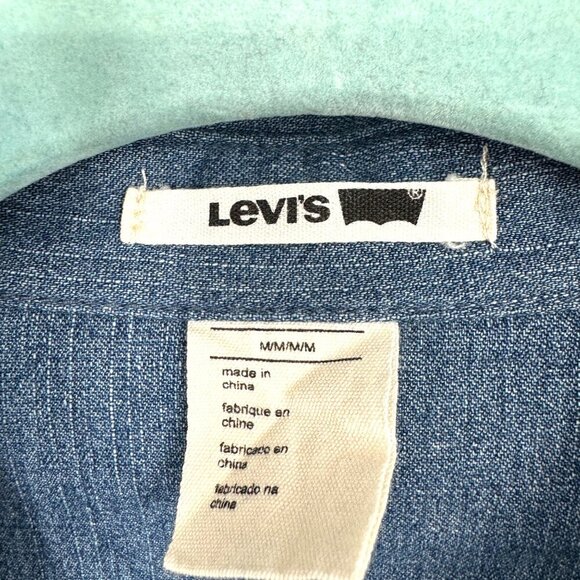 Levi's ®
M/M/M/M
made in
china
fabrique en
chine
fabricado en
china
fabricado na
china